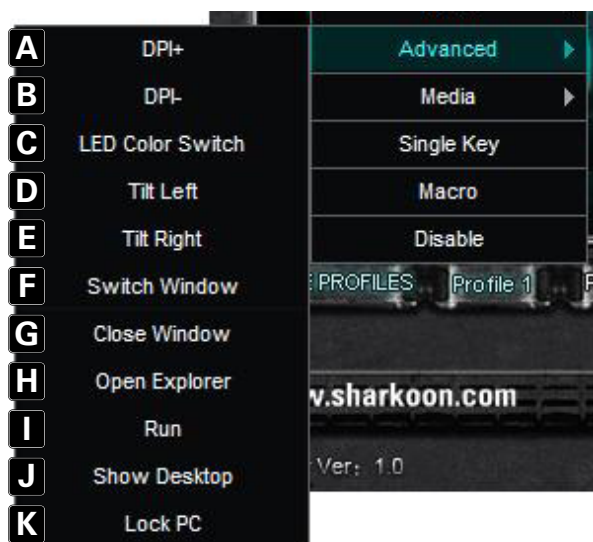 A DPI+ Advanced
B DPI- Media
C LED Color Switch Single Key
D Tilt Left Macro
E Tilt Right Disable
F Switch Window PROFILES Profile 1
G Close Window
H Open Explorer .sharkoon.com
I Run
J Show Desktop Ver: 1.0
K Lock PC